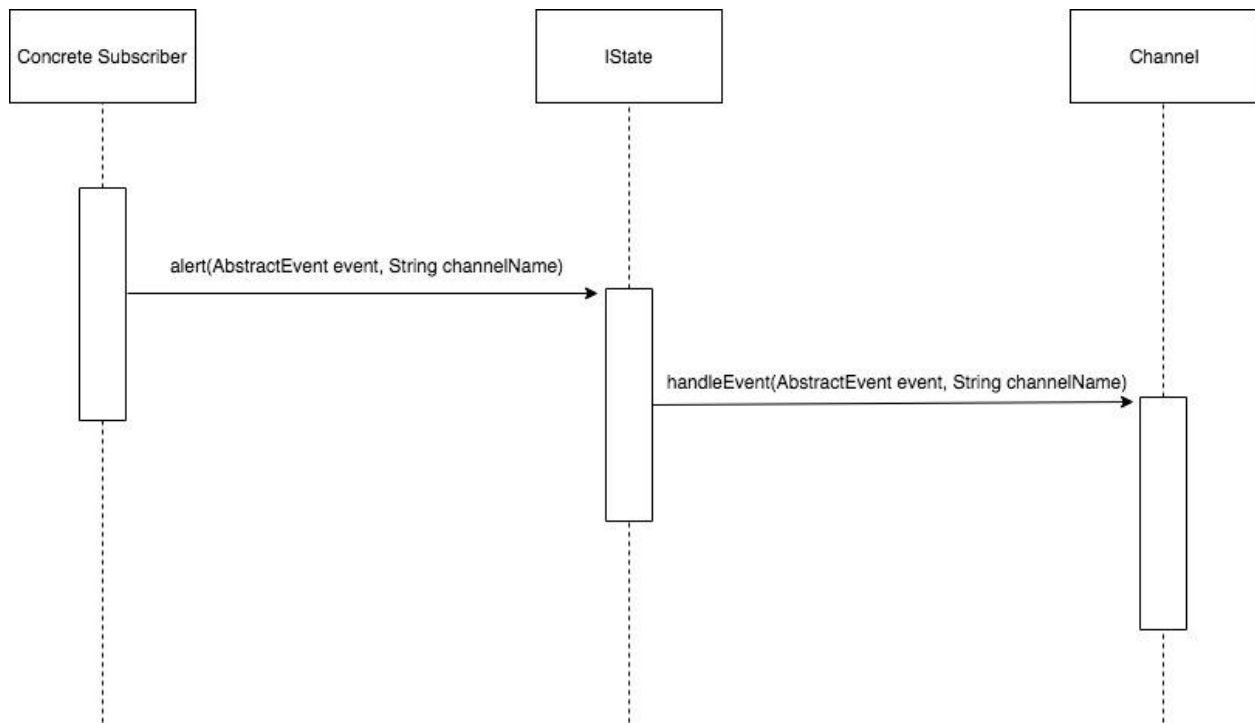 Concrete Subscriber
IState
Channel
alert(AbstractEvent event, String channelName)
handleEvent(AbstractEvent event, String channelName)